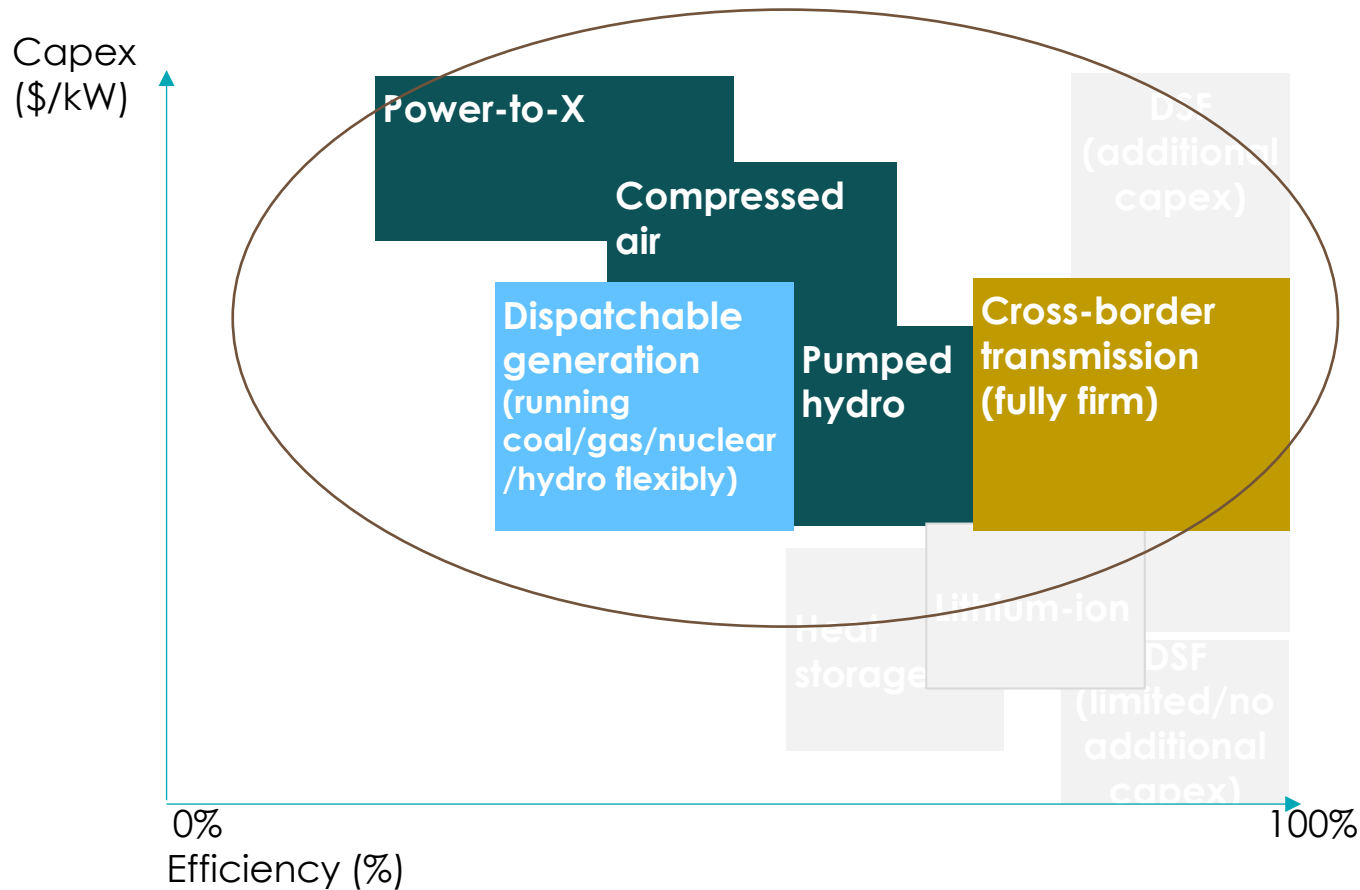 Capex
($/kW)
Power-to-X
DSF
(additional
capex)
Compressed
air
Dispatchable
generation
(running
coal/gas/nuclear
/hydro flexibly)
Pumped
hydro
Cross-border
transmission
(fully firm)
Heat
storage
Lithium-ion
DSF
(limited/no
additional
capex)
0%
100%
Efficiency (%)